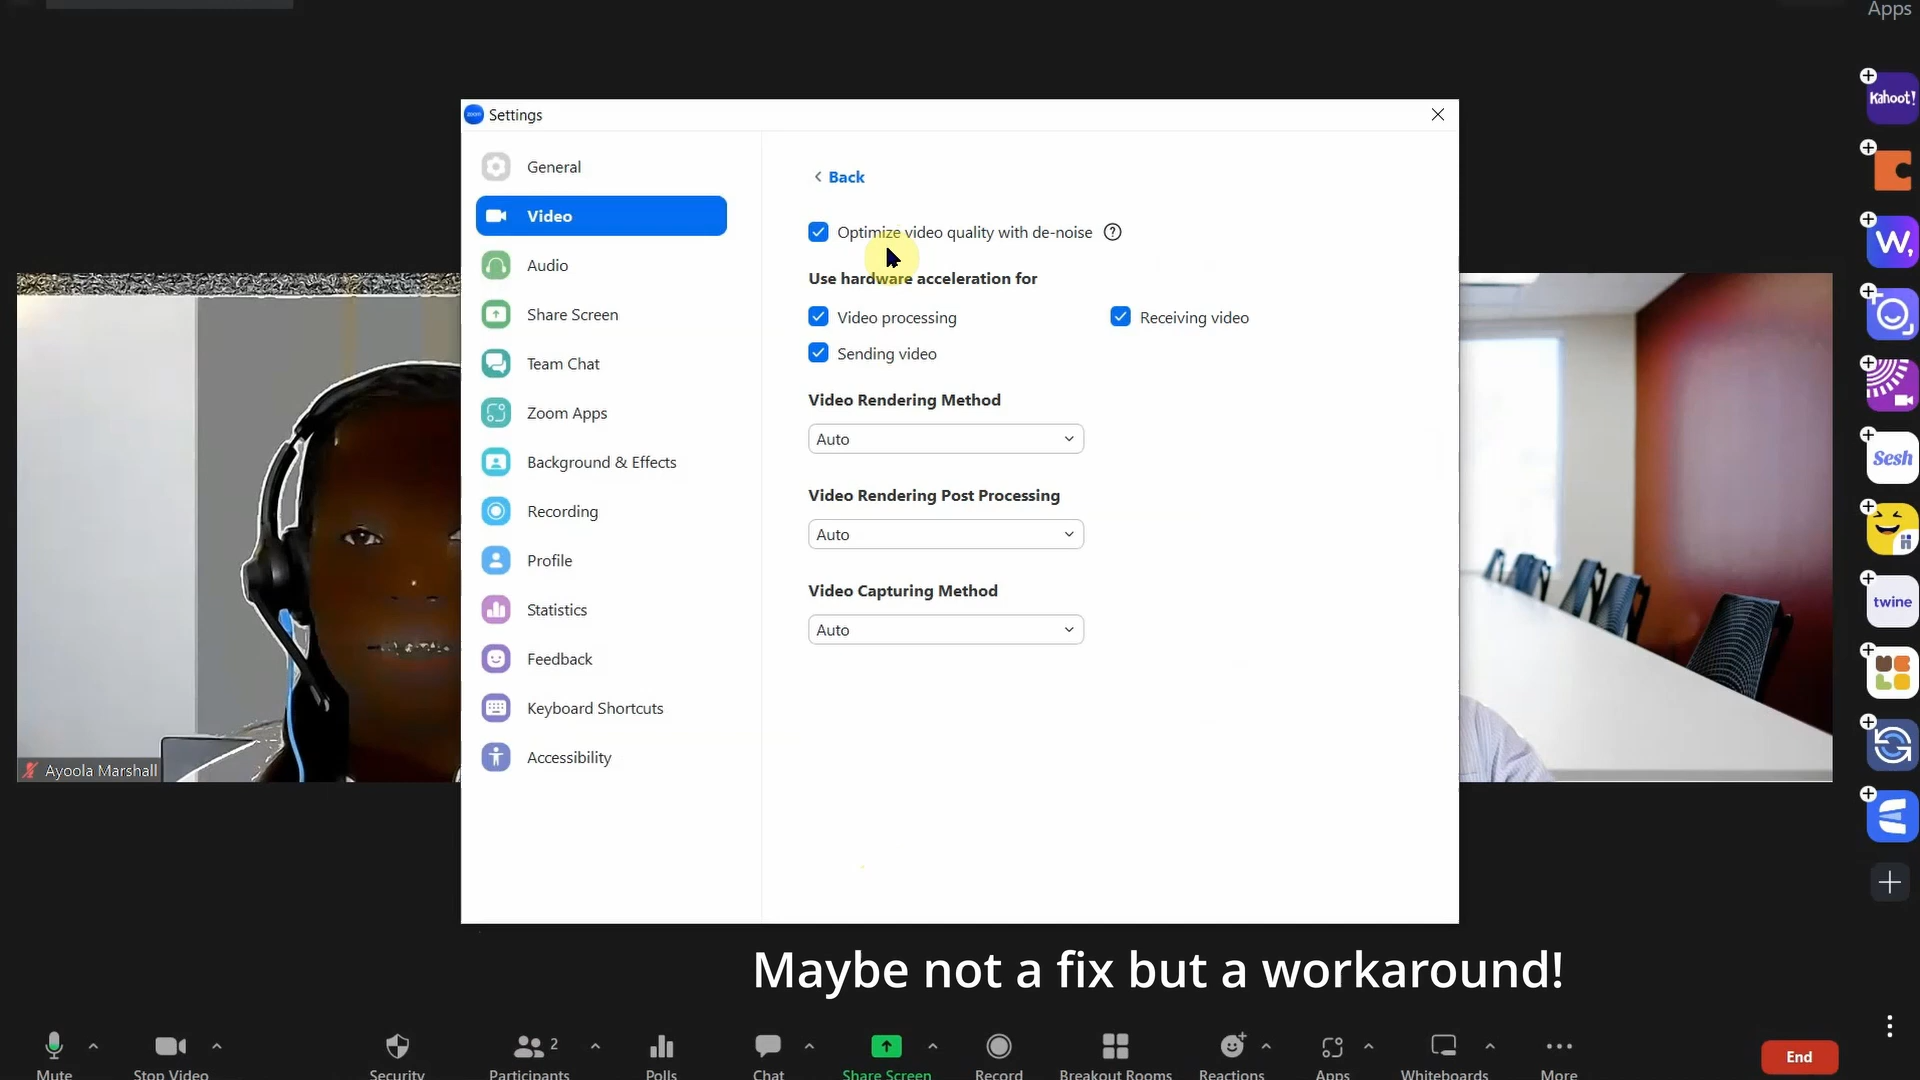 Apps
Settings
General
Video
Audio
Share Screen
Team Chat
Zoom Apps
Background & Effects
Recording
Profile
Statistics
Feedback
Keyboard Shortcuts
Accessibility
Back
Optimize video quality with de-noise
Use hardware acceleration for
Video processing
Receiving video
Sending video
Video Rendering Method
Auto
Video Rendering Post Processing
Auto
Video Capturing Method
Auto
Ayoola Marshall
Kahoot!
W,
Sesh
twine
Maybe not a fix but a workaround!
Mute
Stop Video
Security
Participants
2
Polls
Chat
Share Screen
Record
Breakout Rooms
Reactions
Apps
Whiteboards
More
End